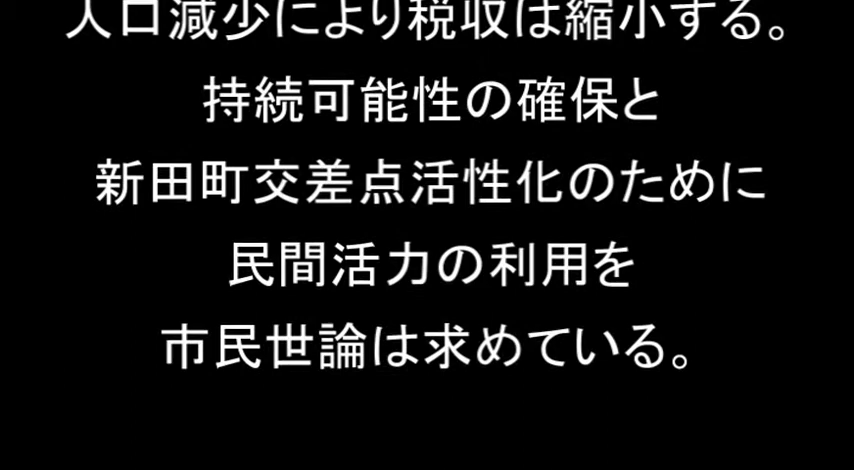 人口減少により税収は縮小する。
持続可能性の確保と
新田町交差点活性化のために
民間活力の利用を
市民世論は求めている。